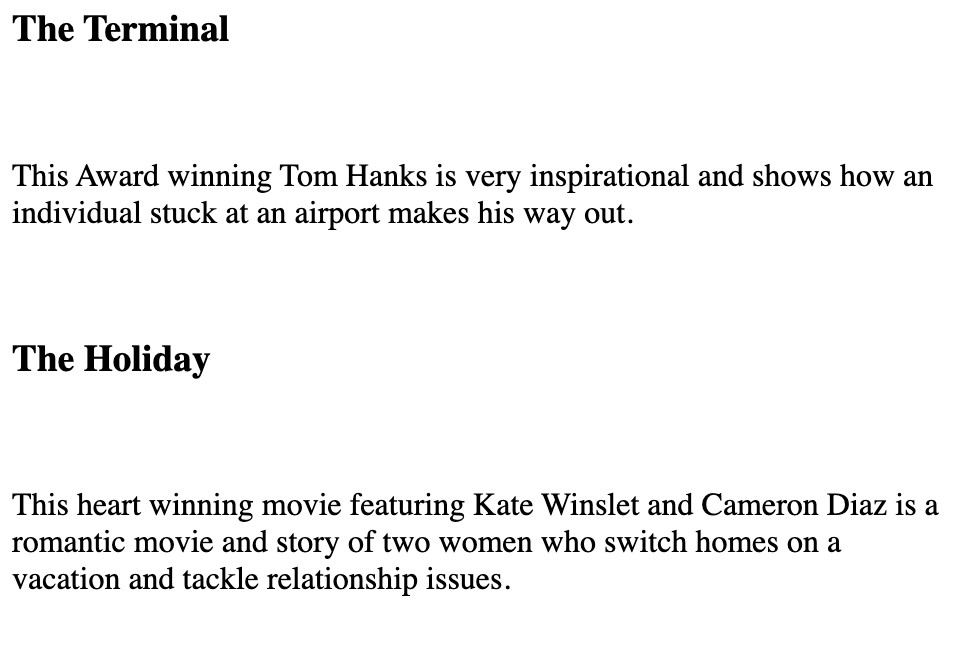 The Terminal
This Award winning Tom Hanks is very inspirational and shows how an
individual stuck at an airport makes his way out.
The Holiday
This heart winning movie featuring Kate Winslet and Cameron Diaz is a
romantic movie and story of two women who switch homes on a
vacation and tackle relationship issues.